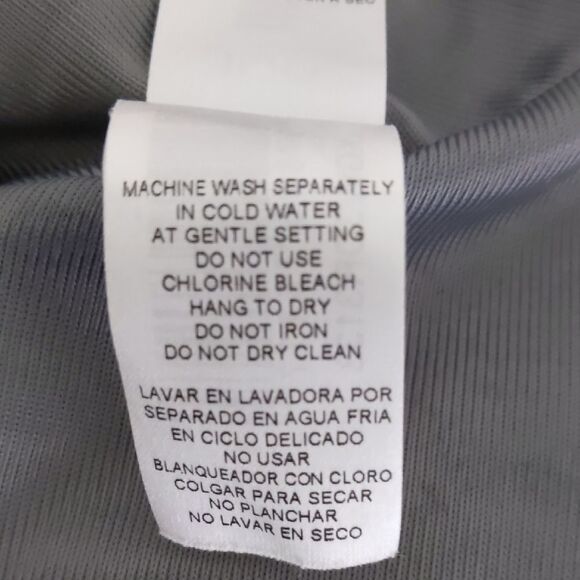 MACHINE WASH SEPARATELY
IN COLD WATER
AT GENTLE SETTING
DO NOT USE
CHLORINE BLEACH
HANG TO DRY
DO NOT IRON
DO NOT DRY CLEAN
LAVAR EN LAVADORA POR
SEPARADO EN AGUA FRIA
EN CICLO DELICADO
NO USAR
BLANQUEADOR CON CLORO
COLGAR PARA SECAR
NO PLANCHAR
NO LAVAR EN SECO